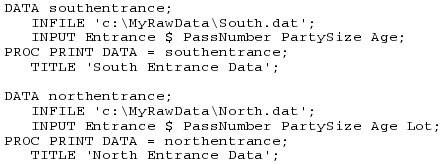 DATA southentrance;
INFILE 'c:\MyRawData\South.dat';
INPUT Entrance $ PassNumber PartySize Age;
PROC PRINT DATA = southentrance;
TITLE 'South Entrance Data';
DATA northentrance;
INFILE 'c:\MyRawData\North.dat';
INPUT Entrance $ PassNumber PartySize Age Lot;
PROC PRINT DATA = northentrance;
TITLE 'North Entrance Data';